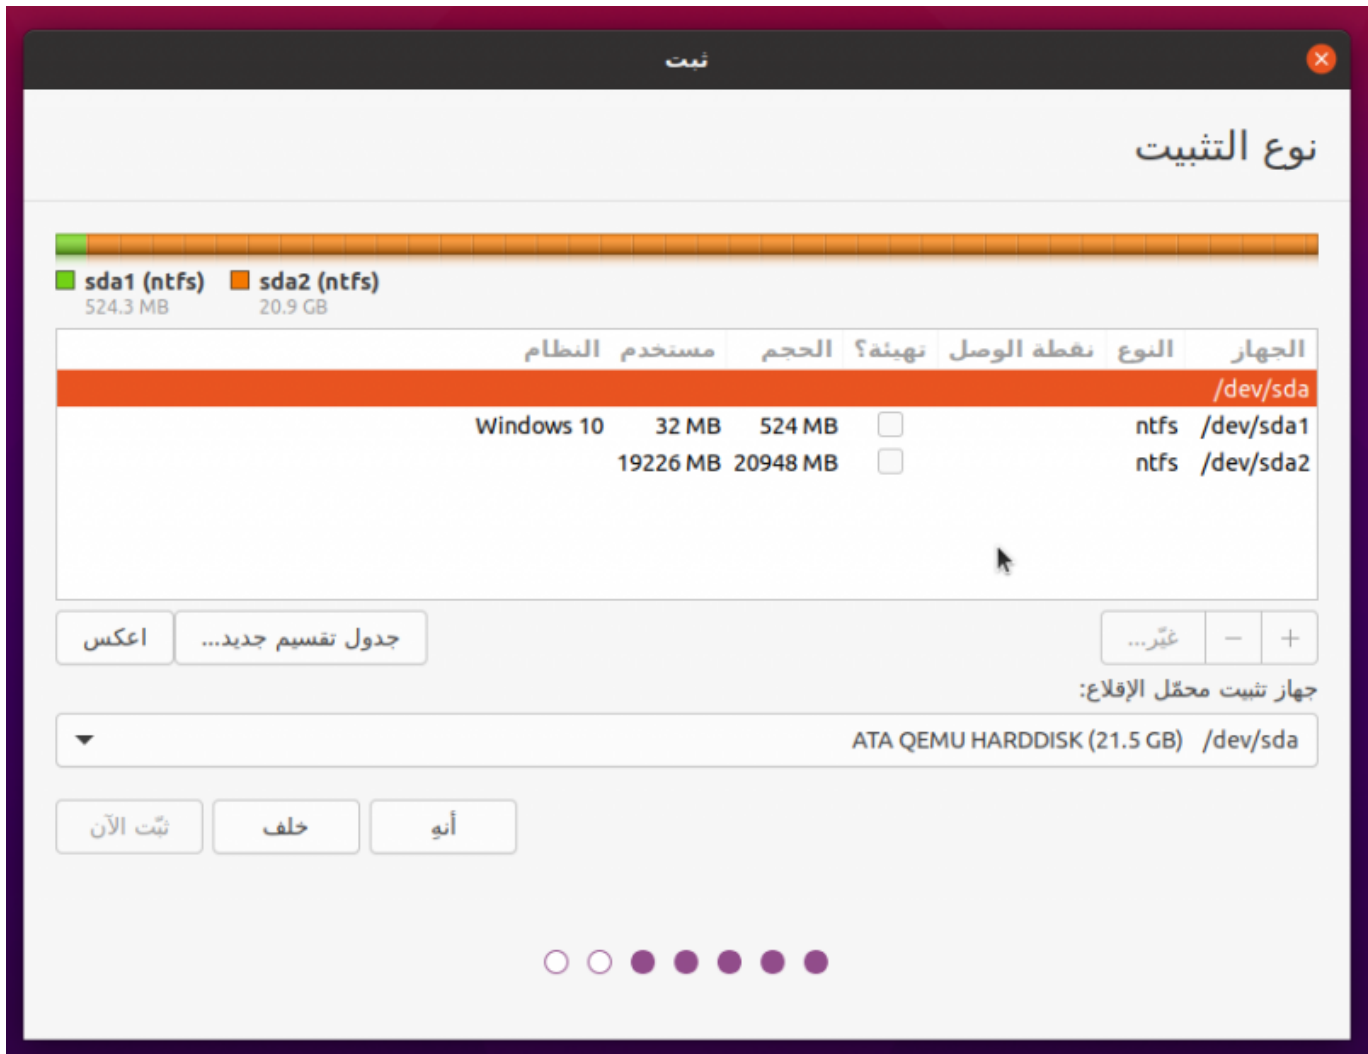 ثبت
نوع التثبيت
sda1 (ntfs) sda2 (ntfs)
524.3 MB 20.9 GB
الجهاز النوع نقطة الوصل تهيئة؟ الحجم مستخدم النظام
/dev/sda
/dev/sda1 ntfs 524 MB 32 MB Windows 10
/dev/sda2 ntfs 20948 MB 19226 MB
+ − غيّر... جدول تقسيم جديد... اعكس
جهاز تثبيت محمّل الإقلاع:
/dev/sda ATA QEMU HARDDISK (21.5 GB)
أنهِ خلف ثبّت الآن